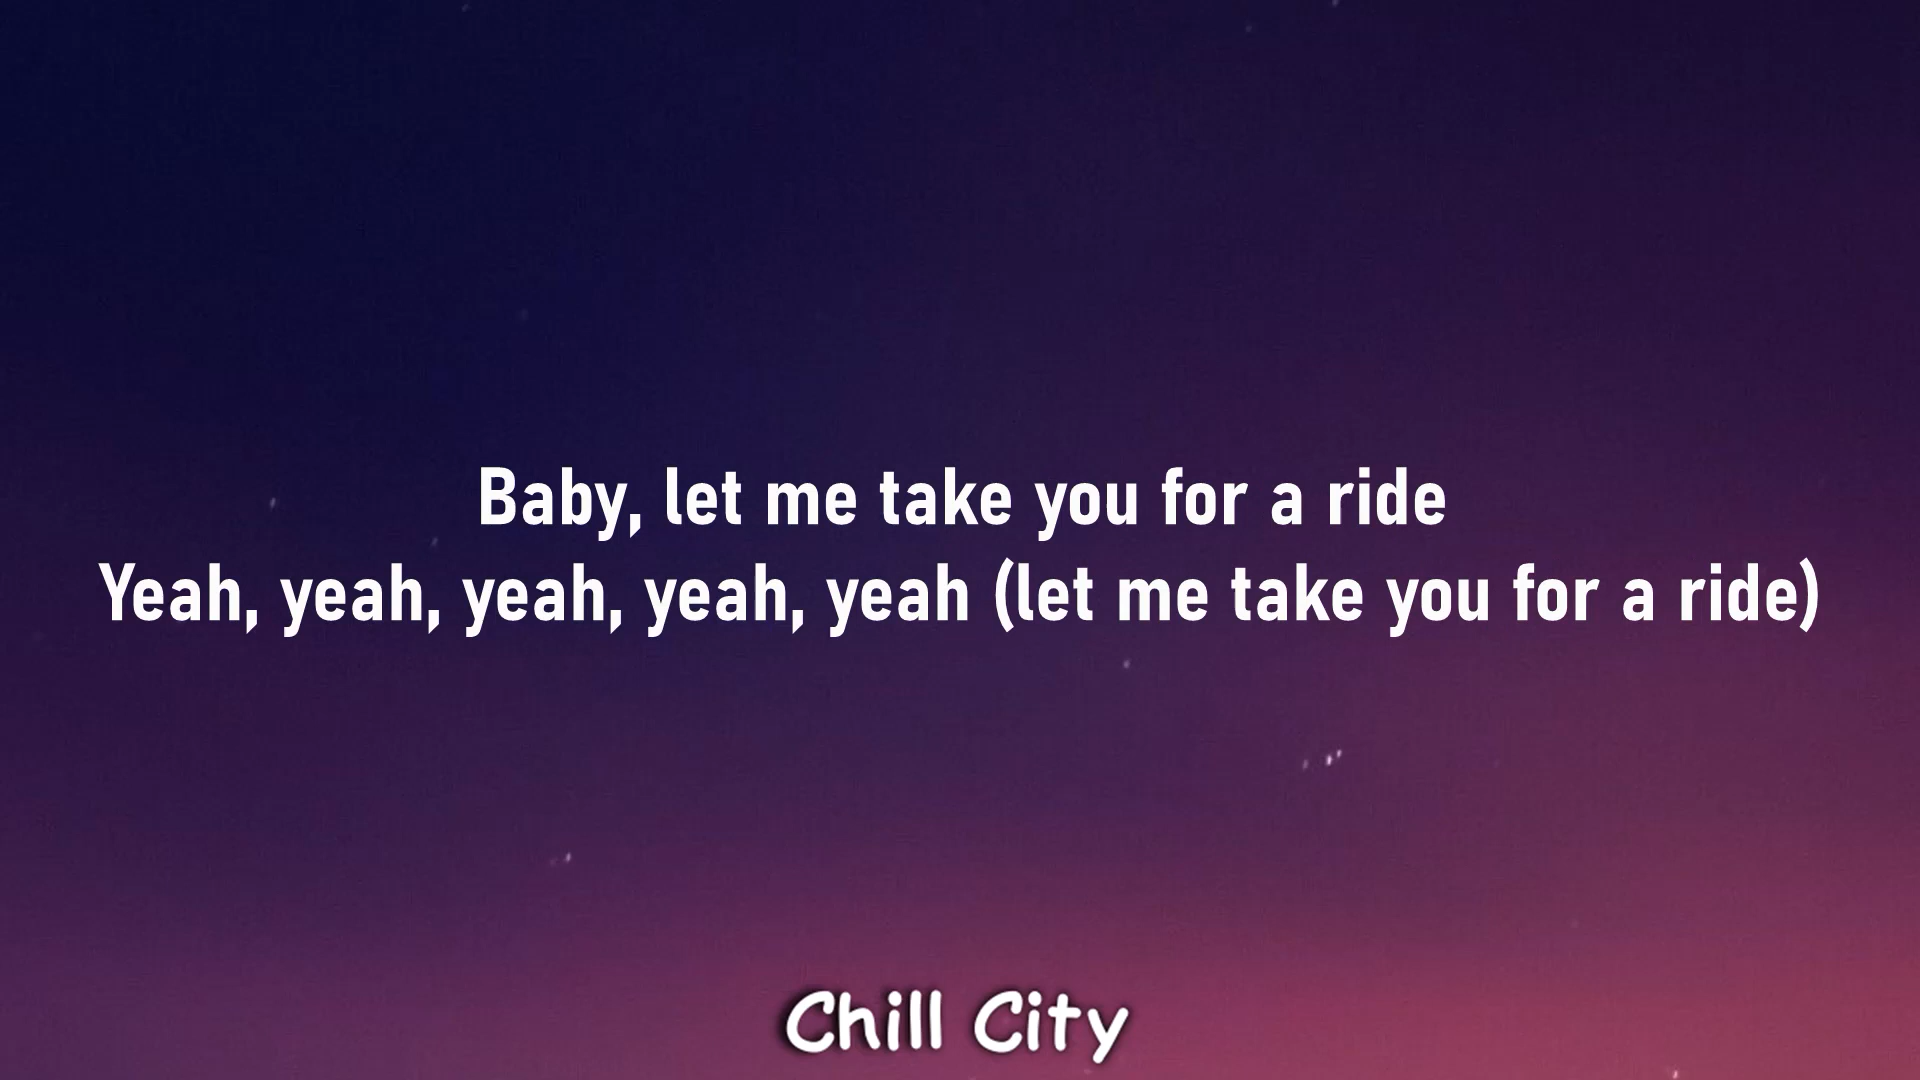 Baby, let me take you for a ride
Yeah, yeah, yeah, yeah, yeah (let me take you for a ride)
Chill City